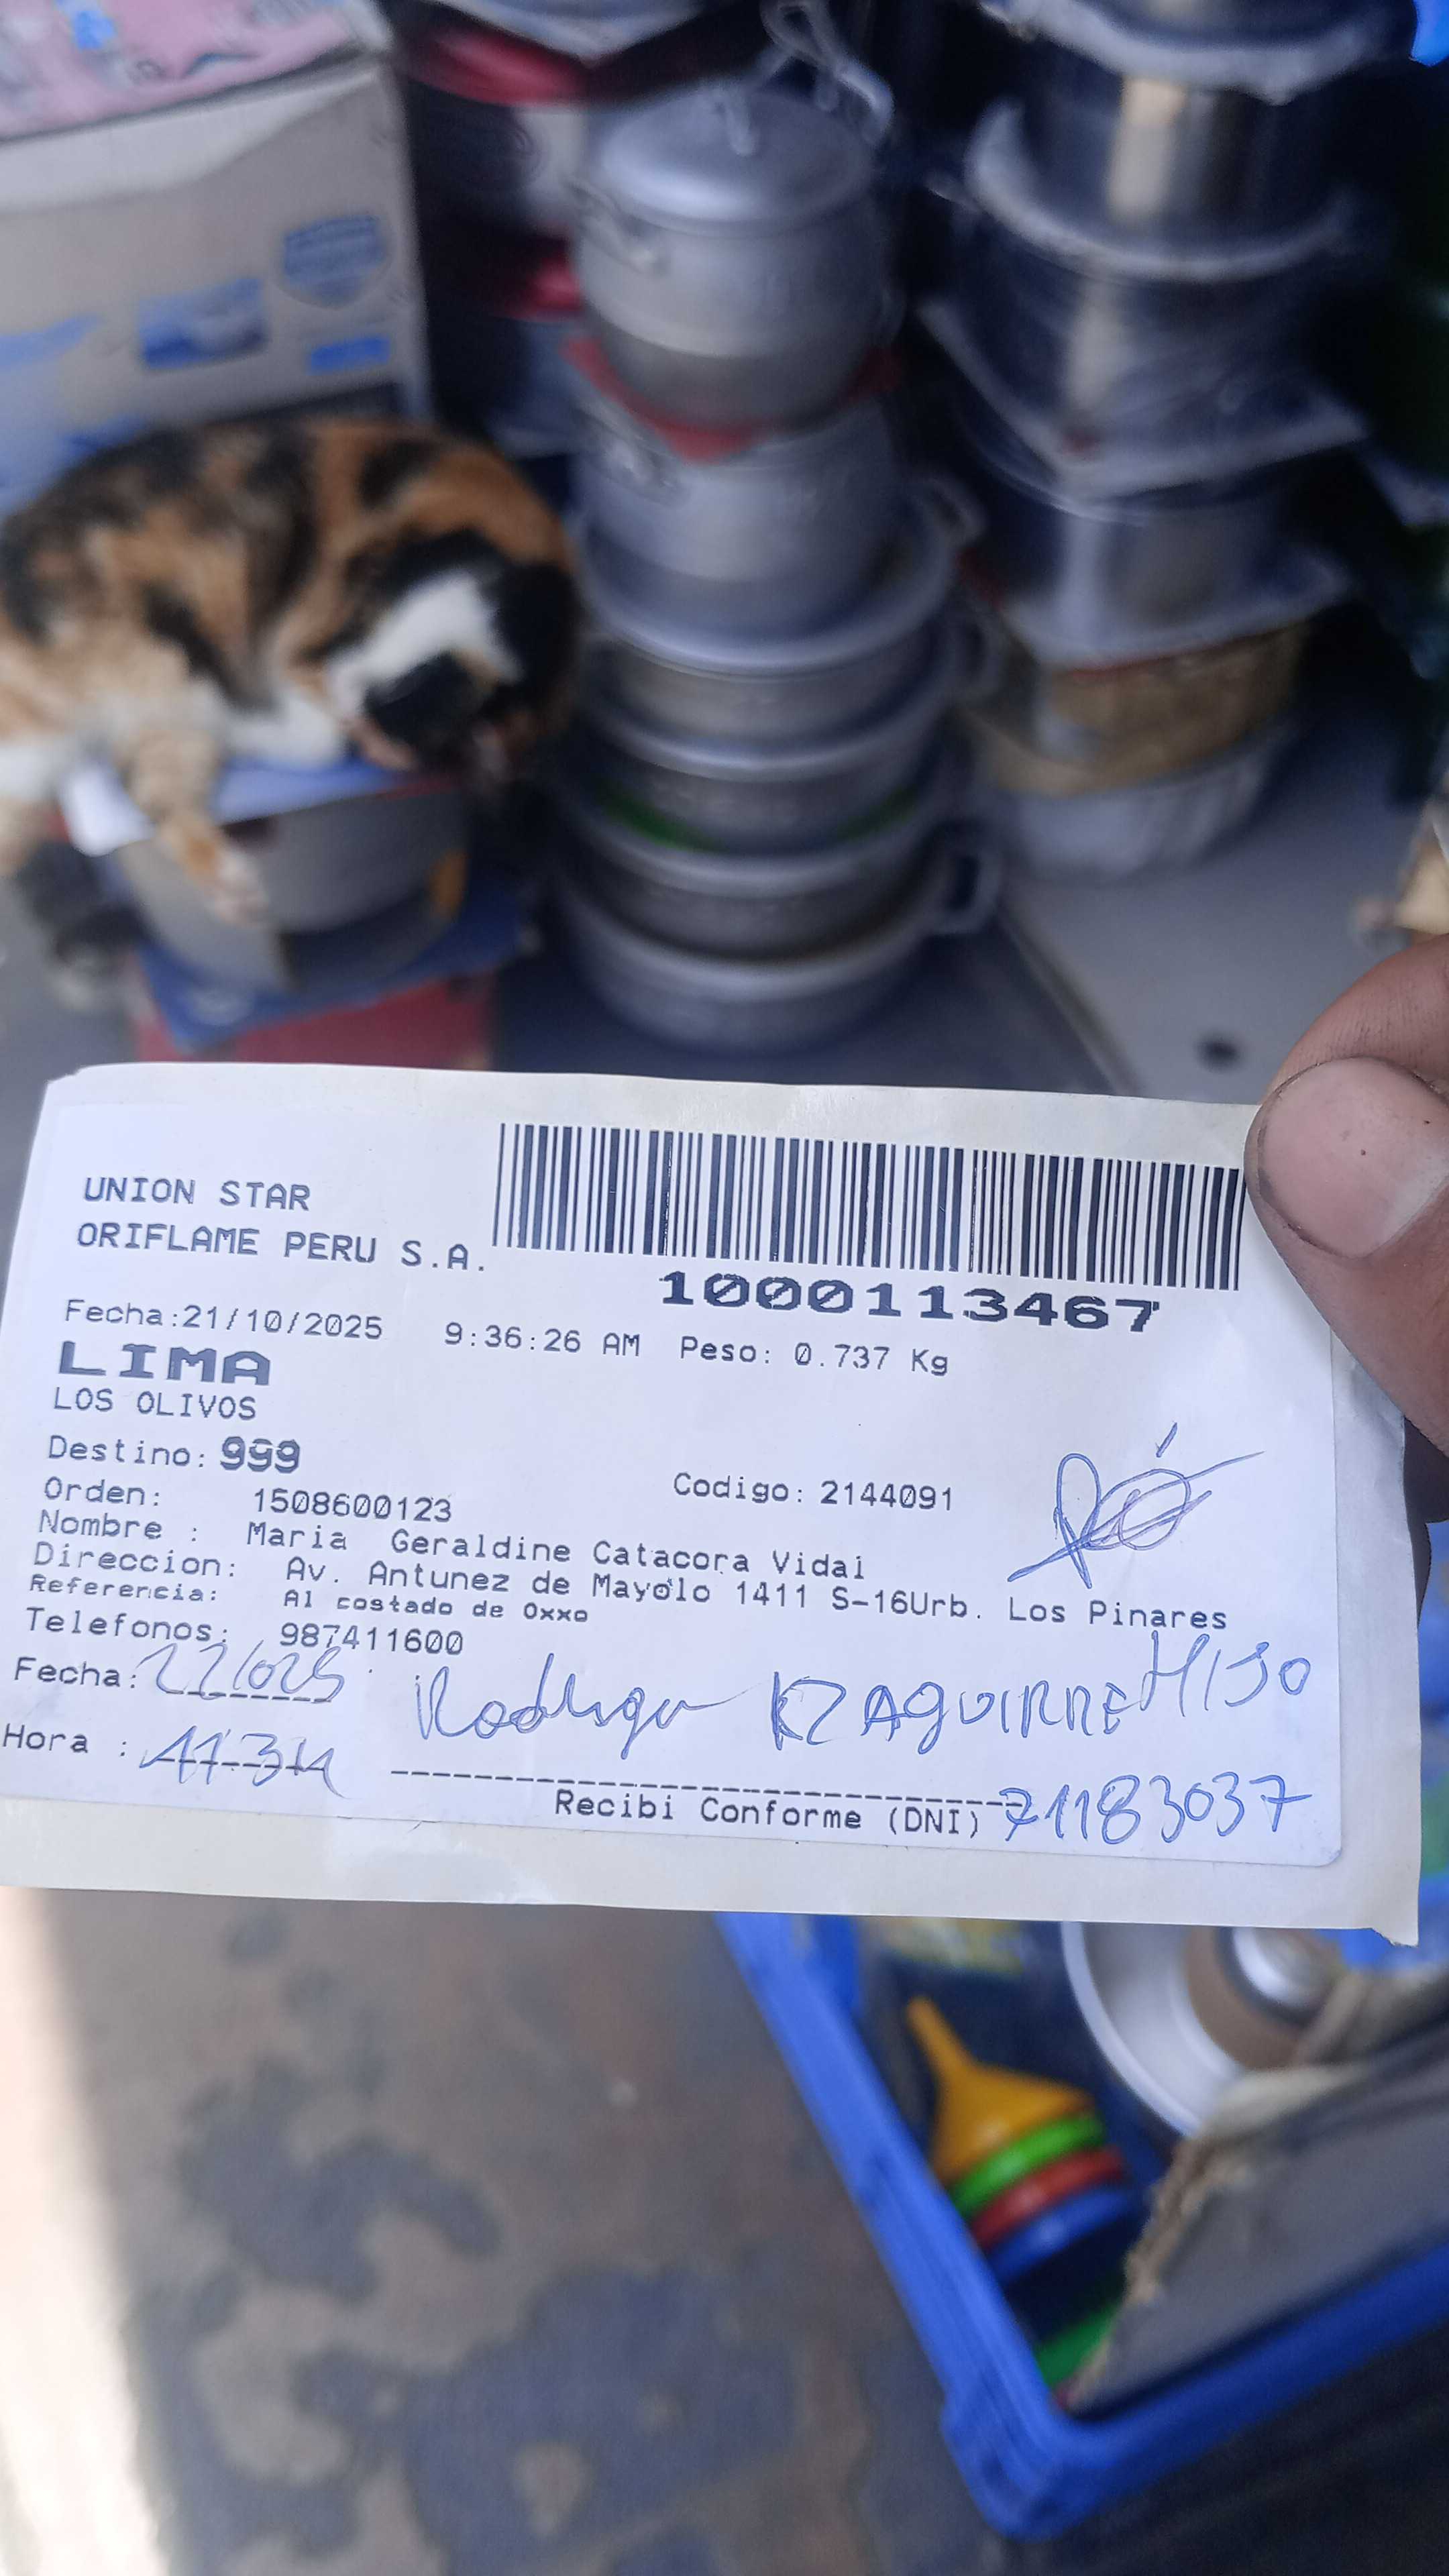 UNION STAR
ORIFLAME PERU S.A.
1000113467
Fecha:21/10/2025 9:36:26 AM Peso: 0.737 Kg
LIMA
LOS OLIVOS
Destino: 999
Orden: 1508600123 Codigo: 2144091
Nombre : Maria Geraldine Catacora Vidal
Direccion: Av. Antunez de Mayolo 1411 S-16Urb. Los Pinares
Referencia: Al costado de Oxxo
Telefonos: 987411600
Fecha: Rodrigo HIJO
Hora :
Recibi Conforme (DNI) 71183037